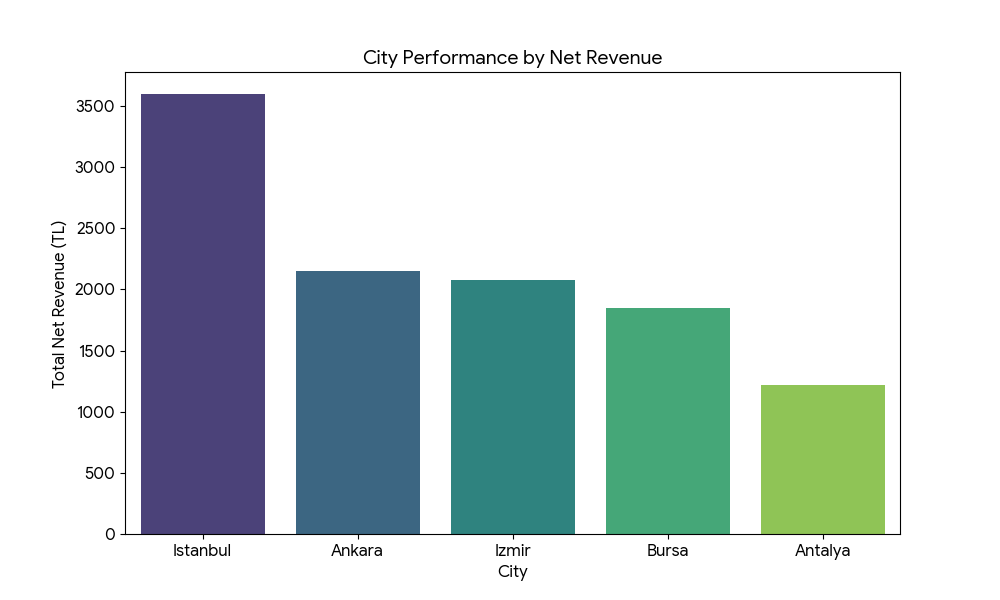 City Performance by Net Revenue
Total Net Revenue (TL)
3500
3000
2500
2000
1500
1000
500
0
Istanbul Ankara Izmir Bursa Antalya
City